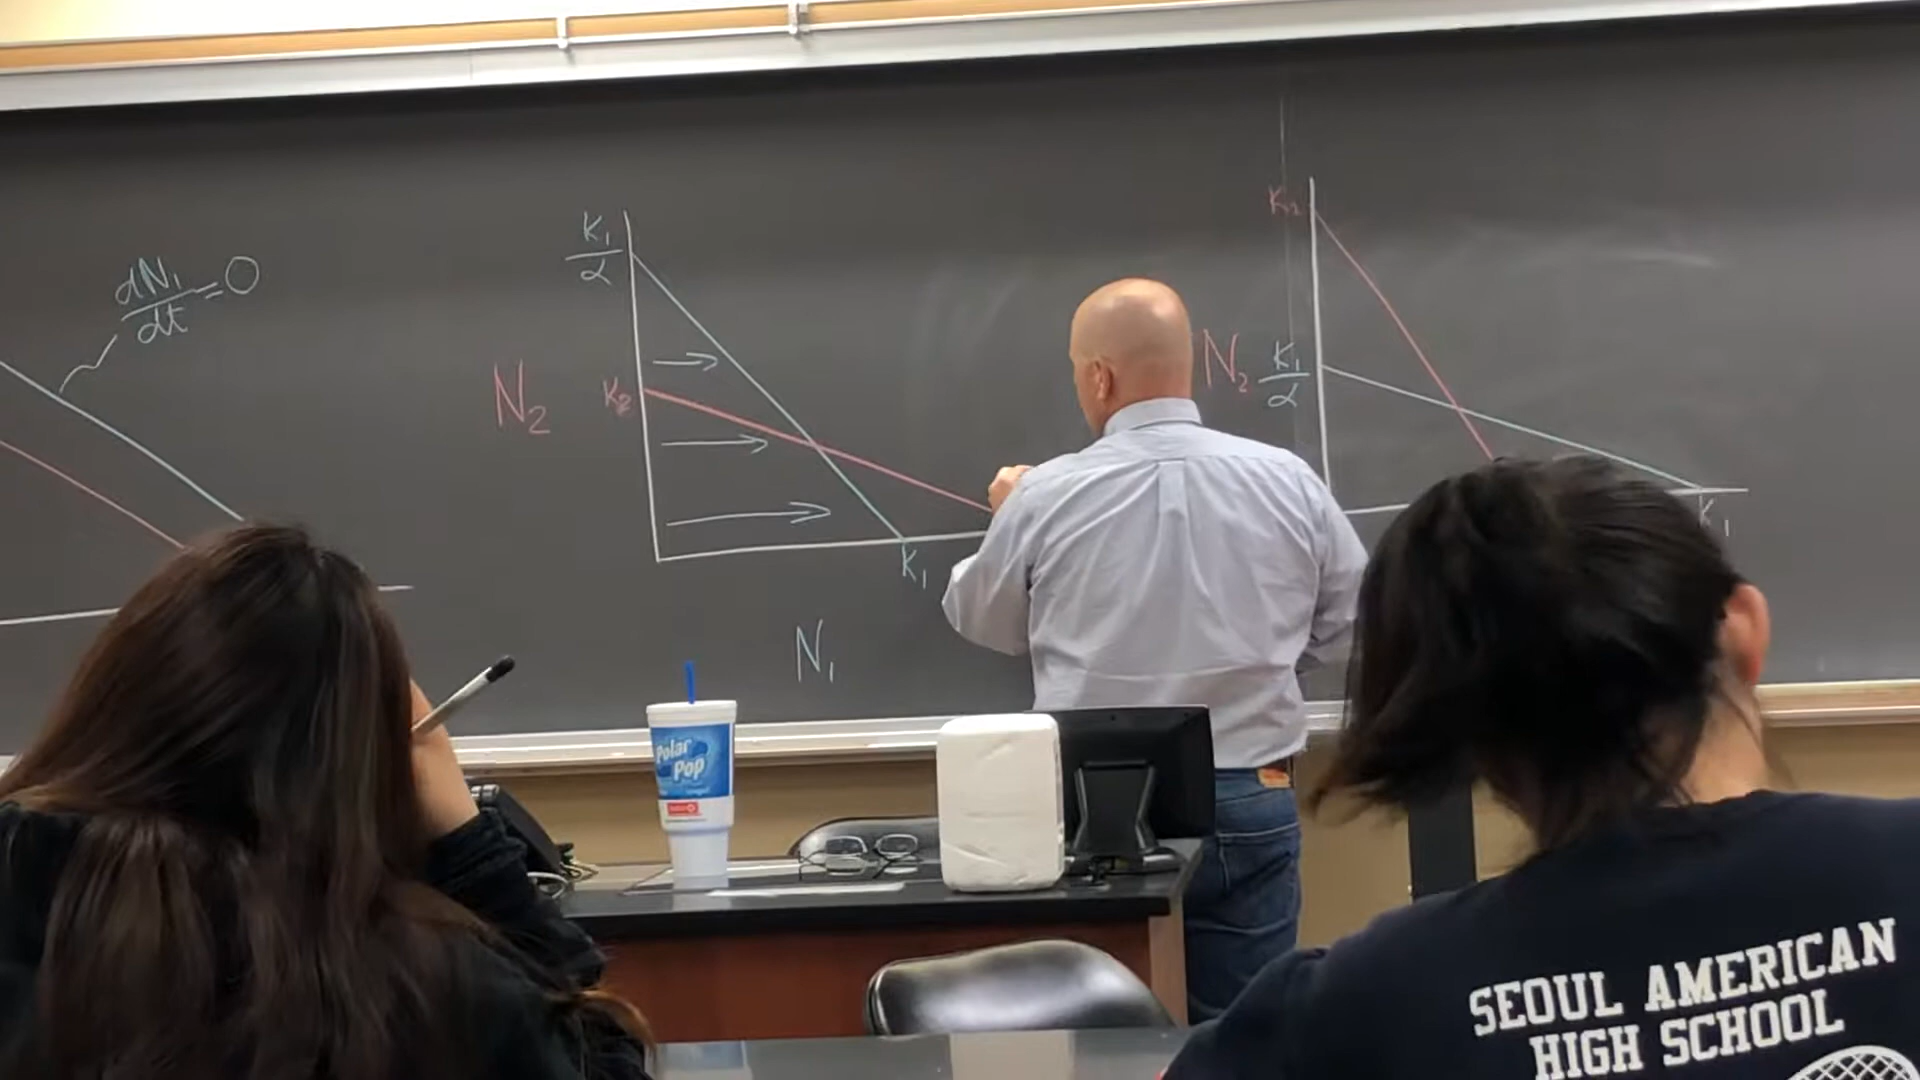 dN₁/dt = 0
K₁/α
N₂
K₂
K₁
N₁
K₂
N₂
K₁/α
K₁
Polar
Pop
SEOUL AMERICAN
HIGH SCHOOL